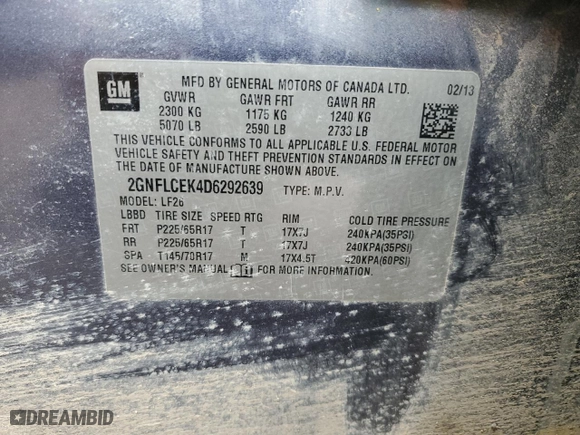 GM
MFD BY GENERAL MOTORS OF CANADA LTD. 02/13
GVWR GAWR FRT GAWR RR
2300 KG 1175 KG 1240 KG
5070 LB 2590 LB 2733 LB
THIS VEHICLE CONFORMS TO ALL APPLICABLE U.S. FEDERAL MOTOR
VEHICLE SAFETY AND THEFT PREVENTION STANDARDS IN EFFECT ON
THE DATE OF MANUFACTURE SHOWN ABOVE.
2GNFLCEK4D6292639 TYPE: M.P.V.
MODEL: LF26
LBBD TIRE SIZE SPEED RTG RIM COLD TIRE PRESSURE
FRT P225/65R17 T 17X7J 240KPA(35PSI)
RR P225/65R17 T 17X7J 240KPA(35PSI)
SPA T145/70R17 M 17X4.5T 420KPA(60PSI)
SEE OWNER'S MANUAL FOR MORE INFORMATION.
DREAMBID